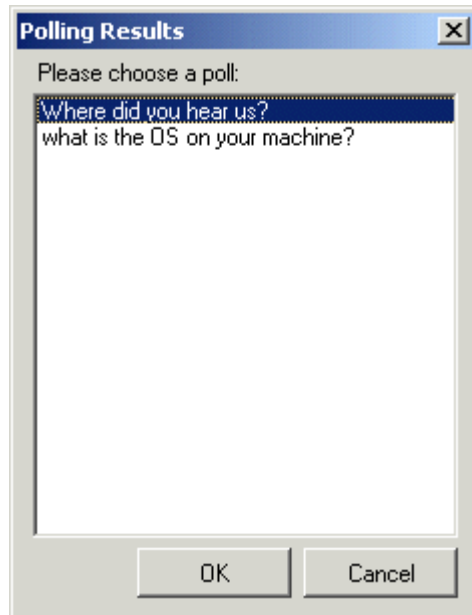 Polling Results
Please choose a poll:
Where did you hear us?
what is the OS on your machine?
OK Cancel